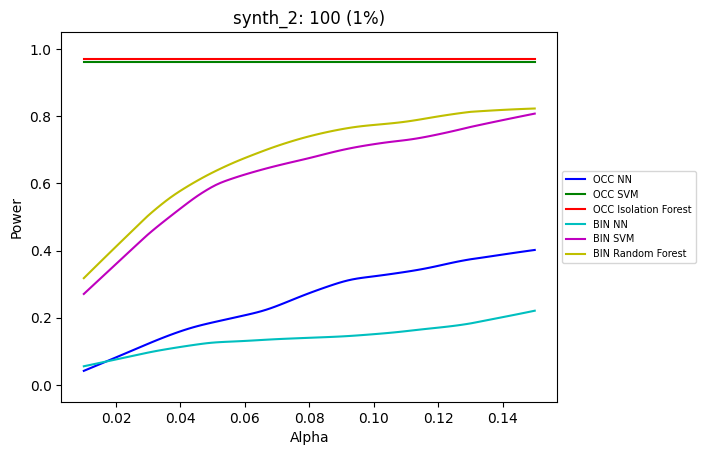 synth_2: 100 (1%)
1.0
0.8
0.6
0.4
0.2
0.0
Power
0.02 0.04 0.06 0.08 0.10 0.12 0.14
Alpha
OCC NN
OCC SVM
OCC Isolation Forest
BIN NN
BIN SVM
BIN Random Forest